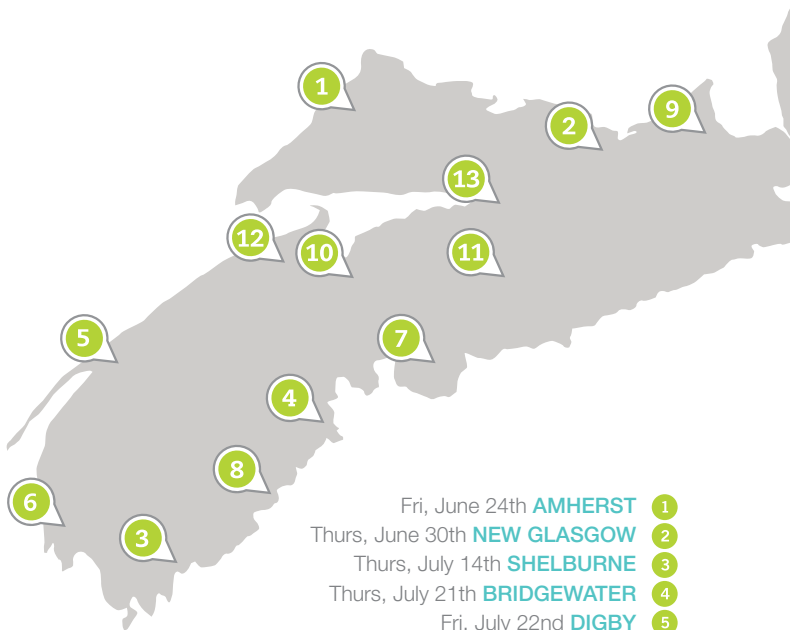 1
2
9
13
12
10
11
5
7
4
8
6
3
Fri, June 24th AMHERST 1
Thurs, June 30th NEW GLASGOW 2
Thurs, July 14th SHELBURNE 3
Thurs, July 21th BRIDGEWATER 4
Fri, July 22nd DIGBY 5